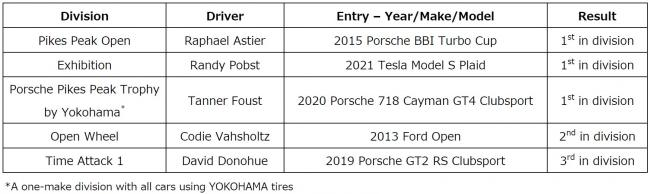 Division Driver Entry – Year/Make/Model Result
Pikes Peak Open Raphael Astier 2015 Porsche BBI Turbo Cup 1st in division
Exhibition Randy Pobst 2021 Tesla Model S Plaid 1st in division
Porsche Pikes Peak Trophy
by Yokohama* Tanner Foust 2020 Porsche 718 Cayman GT4 Clubsport 1st in division
Open Wheel Codie Vahsholtz 2013 Ford Open 2nd in division
Time Attack 1 David Donohue 2019 Porsche GT2 RS Clubsport 3rd in division
*A one-make division with all cars using YOKOHAMA tires